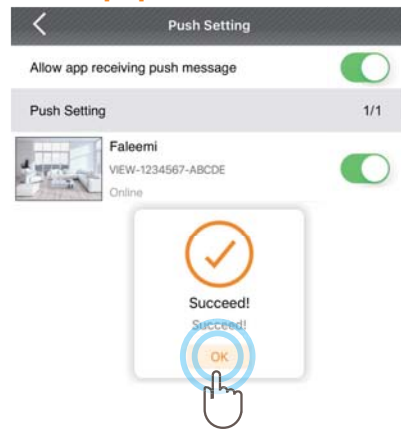 Push Setting
Allow app receiving push message
Push Setting 1/1
Faleemi
VIEW-1234567-ABCDE
Online
Succeed!
Succeed!
OK